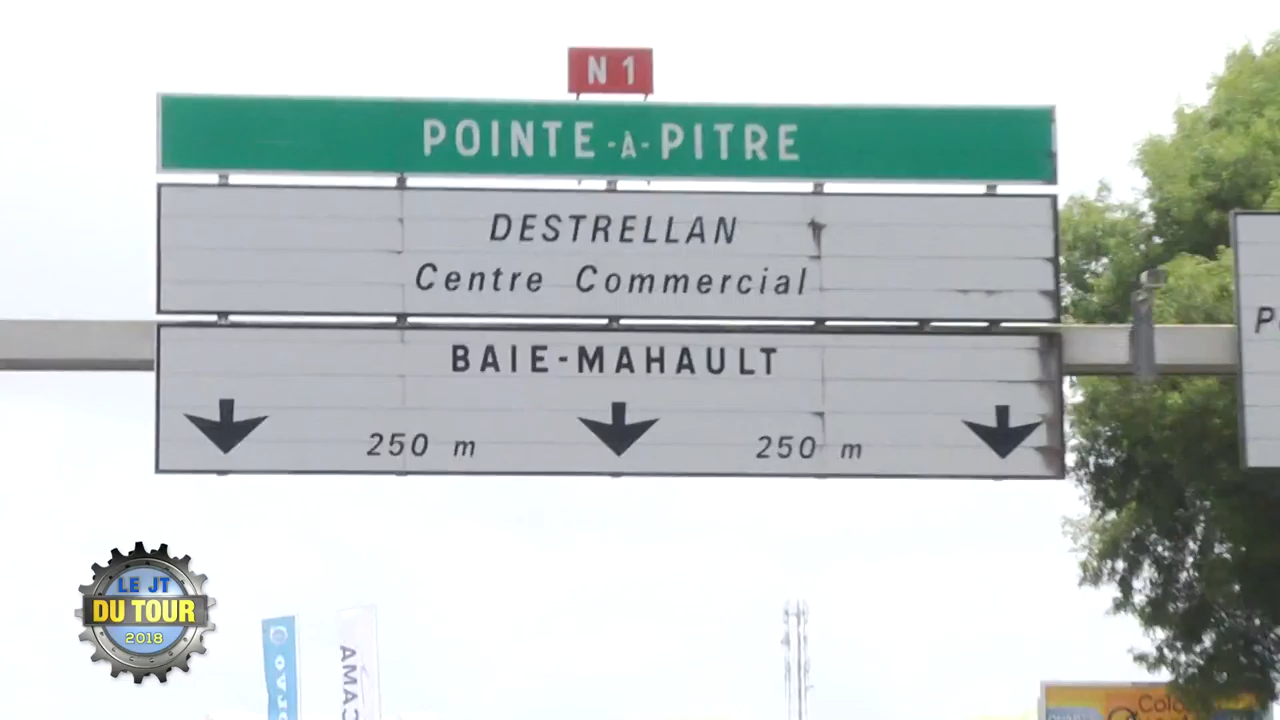 N 1
POINTE-À-PITRE
DESTRELLAN
Centre Commercial
BAIE-MAHAULT
250 m 250 m
LE JT
DU TOUR
2018